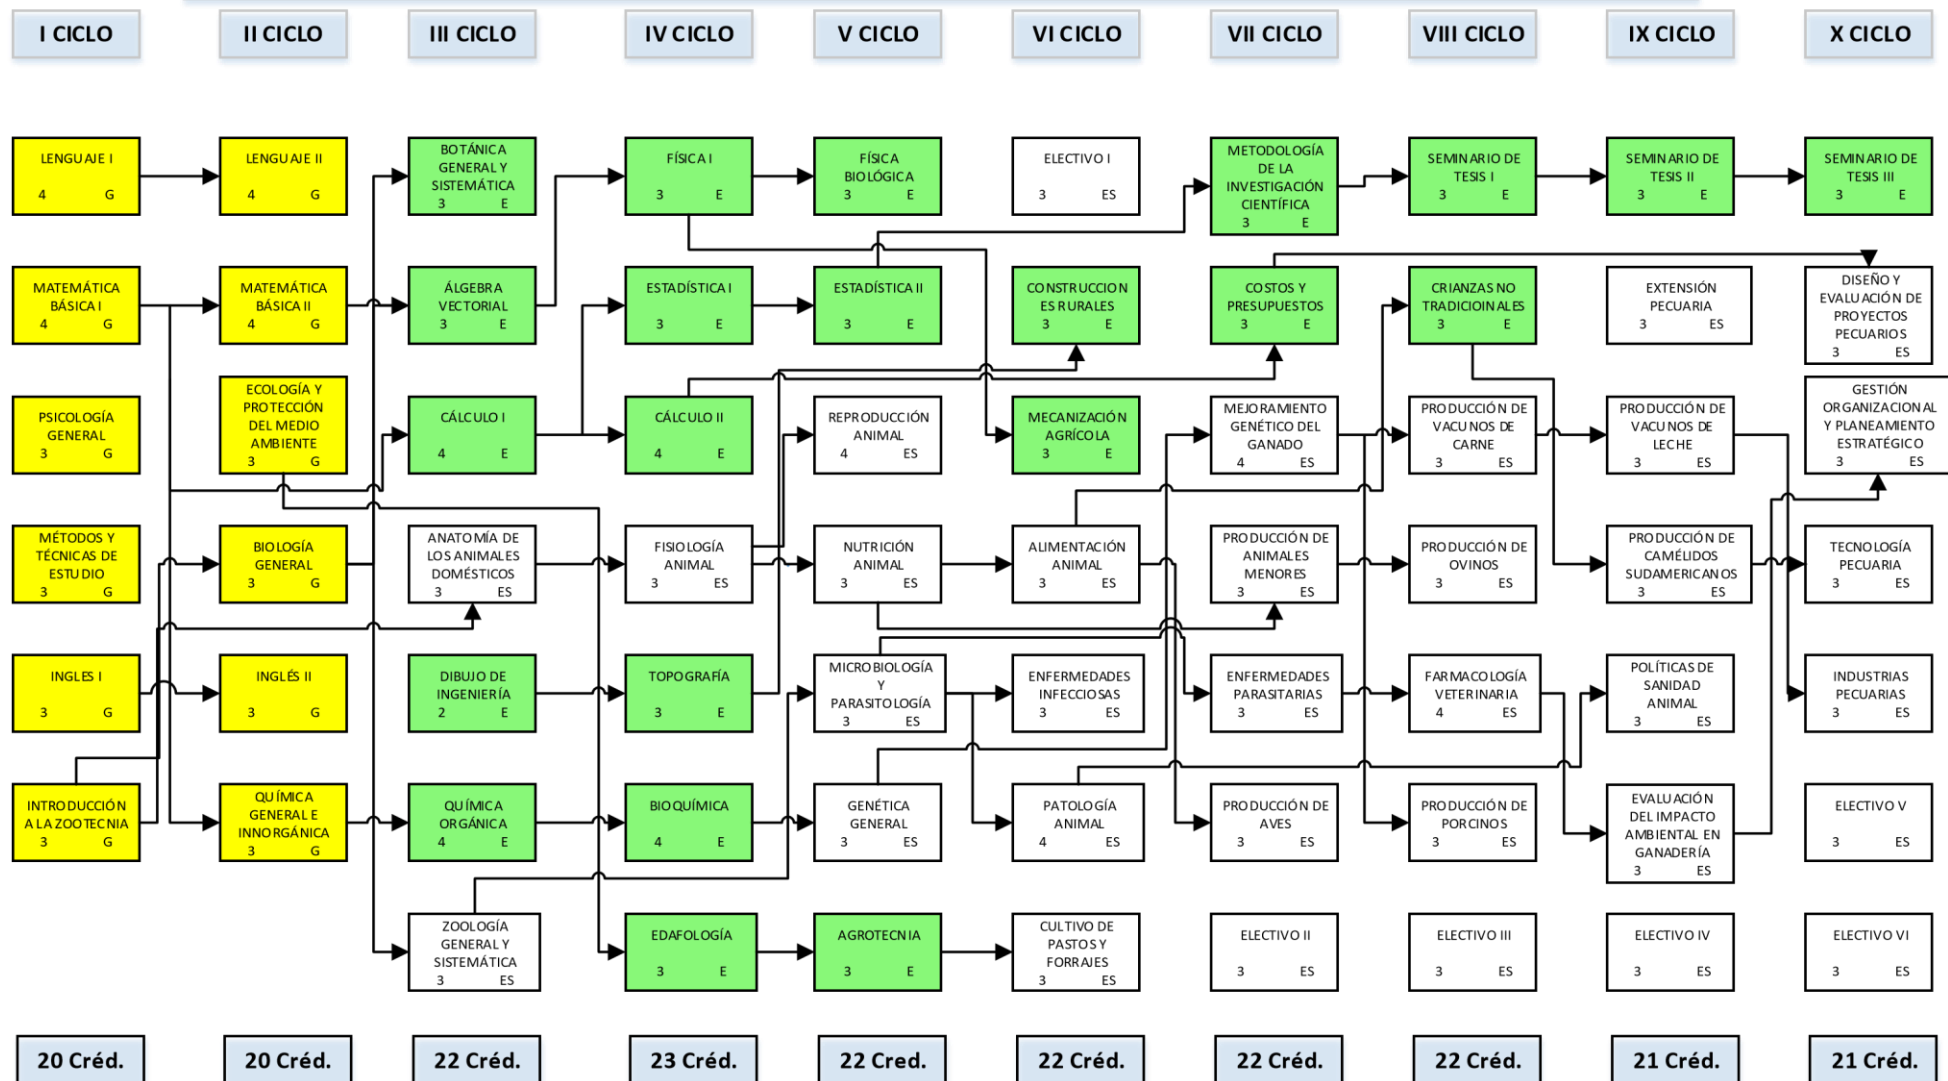 I CICLO
II CICLO
III CICLO
IV CICLO
V CICLO
VI CICLO
VII CICLO
VIII CICLO
IX CICLO
X CICLO
LENGUAJE I
4 G
LENGUAJE II
4 G
BOTÁNICA
GENERAL Y
SISTEMÁTICA
3 E
FÍSICA I
3 E
FÍSICA
BIOLÓGICA
3 E
ELECTIVO I
3 ES
METODOLOGÍA
DE LA
INVESTIGACIÓN
CIENTÍFICA
3 E
SEMINARIO DE
TESIS I
3 E
SEMINARIO DE
TESIS II
3 E
SEMINARIO DE
TESIS III
3 E
MATEMÁTICA
BÁSICA I
4 G
MATEMÁTICA
BÁSICA II
4 G
ÁLGEBRA
VECTORIAL
3 E
ESTADÍSTICA I
3 E
ESTADÍSTICA II
3 E
CONSTRUCCION
ES RURALES
3 E
COSTOS Y
PRESUPUESTOS
3 E
CRIANZAS NO
TRADICIOINALES
3 E
EXTENSIÓN
PECUARIA
3 ES
DISEÑO Y
EVALUACIÓN DE
PROYECTOS
PECUARIOS
3 ES
PSICOLOGÍA
GENERAL
3 G
ECOLOGÍA Y
PROTECCIÓN
DEL MEDIO
AMBIENTE
3 G
CÁLCULO I
4 E
CÁLCULO II
4 E
REPRODUCCIÓN
ANIMAL
4 ES
MECANIZACIÓN
AGRÍCOLA
3 E
MEJORAMIENTO
GENÉTICO DEL
GANADO
4 ES
PRODUCCIÓN DE
VACUNOS DE
CARNE
3 ES
PRODUCCIÓN DE
VACUNOS DE
LECHE
3 ES
GESTIÓN
ORGANIZACIONAL
Y PLANEAMIENTO
ESTRATÉGICO
3 ES
MÉTODOS Y
TÉCNICAS DE
ESTUDIO
3 G
BIOLOGÍA
GENERAL
3 G
ANATOMÍA DE
LOS ANIMALES
DOMÉSTICOS
3 ES
FISIOLOGÍA
ANIMAL
3 ES
NUTRICIÓN
ANIMAL
3 ES
ALIMENTACIÓN
ANIMAL
3 ES
PRODUCCIÓN DE
ANIMALES
MENORES
3 ES
PRODUCCIÓN DE
OVINOS
3 ES
PRODUCCIÓN DE
CAMÉLIDOS
SUDAMERICANOS
3 ES
TECNOLOGÍA
PECUARIA
3 ES
INGLES I
3 G
INGLÉS II
3 G
DIBUJO DE
INGENIERÍA
2 E
TOPOGRAFÍA
3 E
MICROBIOLOGÍA
Y
PARASITOLOGÍA
3 ES
ENFERMEDADES
INFECCIOSAS
3 ES
ENFERMEDADES
PARASITARIAS
3 ES
FARMACOLOGÍA
VETERINARIA
4 ES
POLÍTICAS DE
SANIDAD
ANIMAL
3 ES
INDUSTRIAS
PECUARIAS
3 ES
INTRODUCCIÓN
A LA ZOOTECNIA
3 G
QUÍMICA
GENERAL E
INNORGÁNICA
3 G
QUÍMICA
ORGÁNICA
4 E
BIOQUÍMICA
4 E
GENÉTICA
GENERAL
3 ES
PATOLOGÍA
ANIMAL
4 ES
PRODUCCIÓN DE
AVES
3 ES
PRODUCCIÓN DE
PORCINOS
3 ES
EVALUACIÓN
DEL IMPACTO
AMBIENTAL EN
GANADERÍA
3 ES
ELECTIVO V
3 ES
ZOOLOGÍA
GENERAL Y
SISTEMÁTICA
3 ES
EDAFOLOGÍA
3 E
AGROTECNIA
3 E
CULTIVO DE
PASTOS Y
FORRAJES
3 ES
ELECTIVO II
3 ES
ELECTIVO III
3 ES
ELECTIVO IV
3 ES
ELECTIVO VI
3 ES
20 Créd.
20 Créd.
22 Créd.
23 Créd.
22 Cred.
22 Créd.
22 Créd.
22 Créd.
21 Créd.
21 Créd.